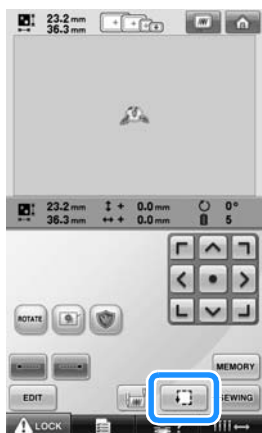 23.2 mm
36.3 mm
23.2 mm + 0.0 mm 0°
36.3 mm + 0.0 mm 5
ROTATE
MEMORY
EDIT
EWING
LOCK ?